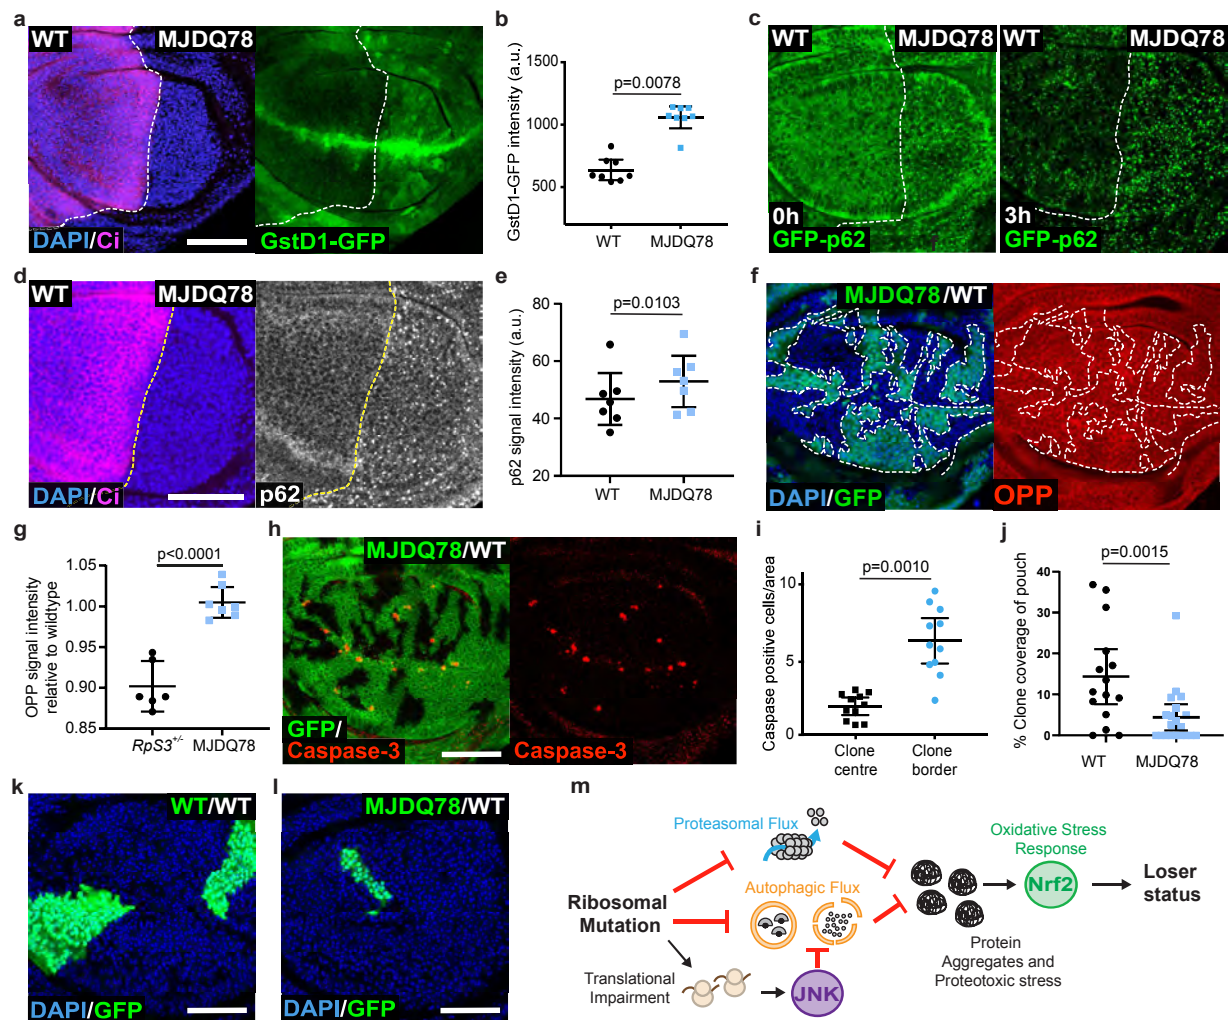 a
WT
MJDQ78
DAPI/Ci
GstD1-GFP
b
GstD1-GFP intensity (a.u.)
1500
1000
500
p=0.0078
WT
MJDQ78
c
WT
MJDQ78
0h
GFP-p62
WT
MJDQ78
3h
GFP-p62
d
WT
MJDQ78
DAPI/Ci
p62
e
p62 signal intensity (a.u.)
80
60
40
20
p=0.0103
WT
MJDQ78
f
MJDQ78/WT
DAPI/GFP
OPP
g
OPP signal intensity
relative to wildtype
1.05
1.00
0.95
0.90
0.85
p<0.0001
RpS3+/-
MJDQ78
h
MJDQ78/WT
GFP/
Caspase-3
Caspase-3
i
Caspase positive cells/area
10
5
0
p=0.0010
Clone
centre
Clone
border
j
% Clone coverage of pouch
40
30
20
10
0
p=0.0015
WT
MJDQ78
k
WT/WT
DAPI/GFP
l
MJDQ78/WT
DAPI/GFP
m
Proteasomal Flux
Oxidative Stress
Response
Autophagic Flux
Ribosomal
Mutation
Nrf2
Loser
status
Protein
Aggregates and
Proteotoxic stress
Translational
Impairment
JNK